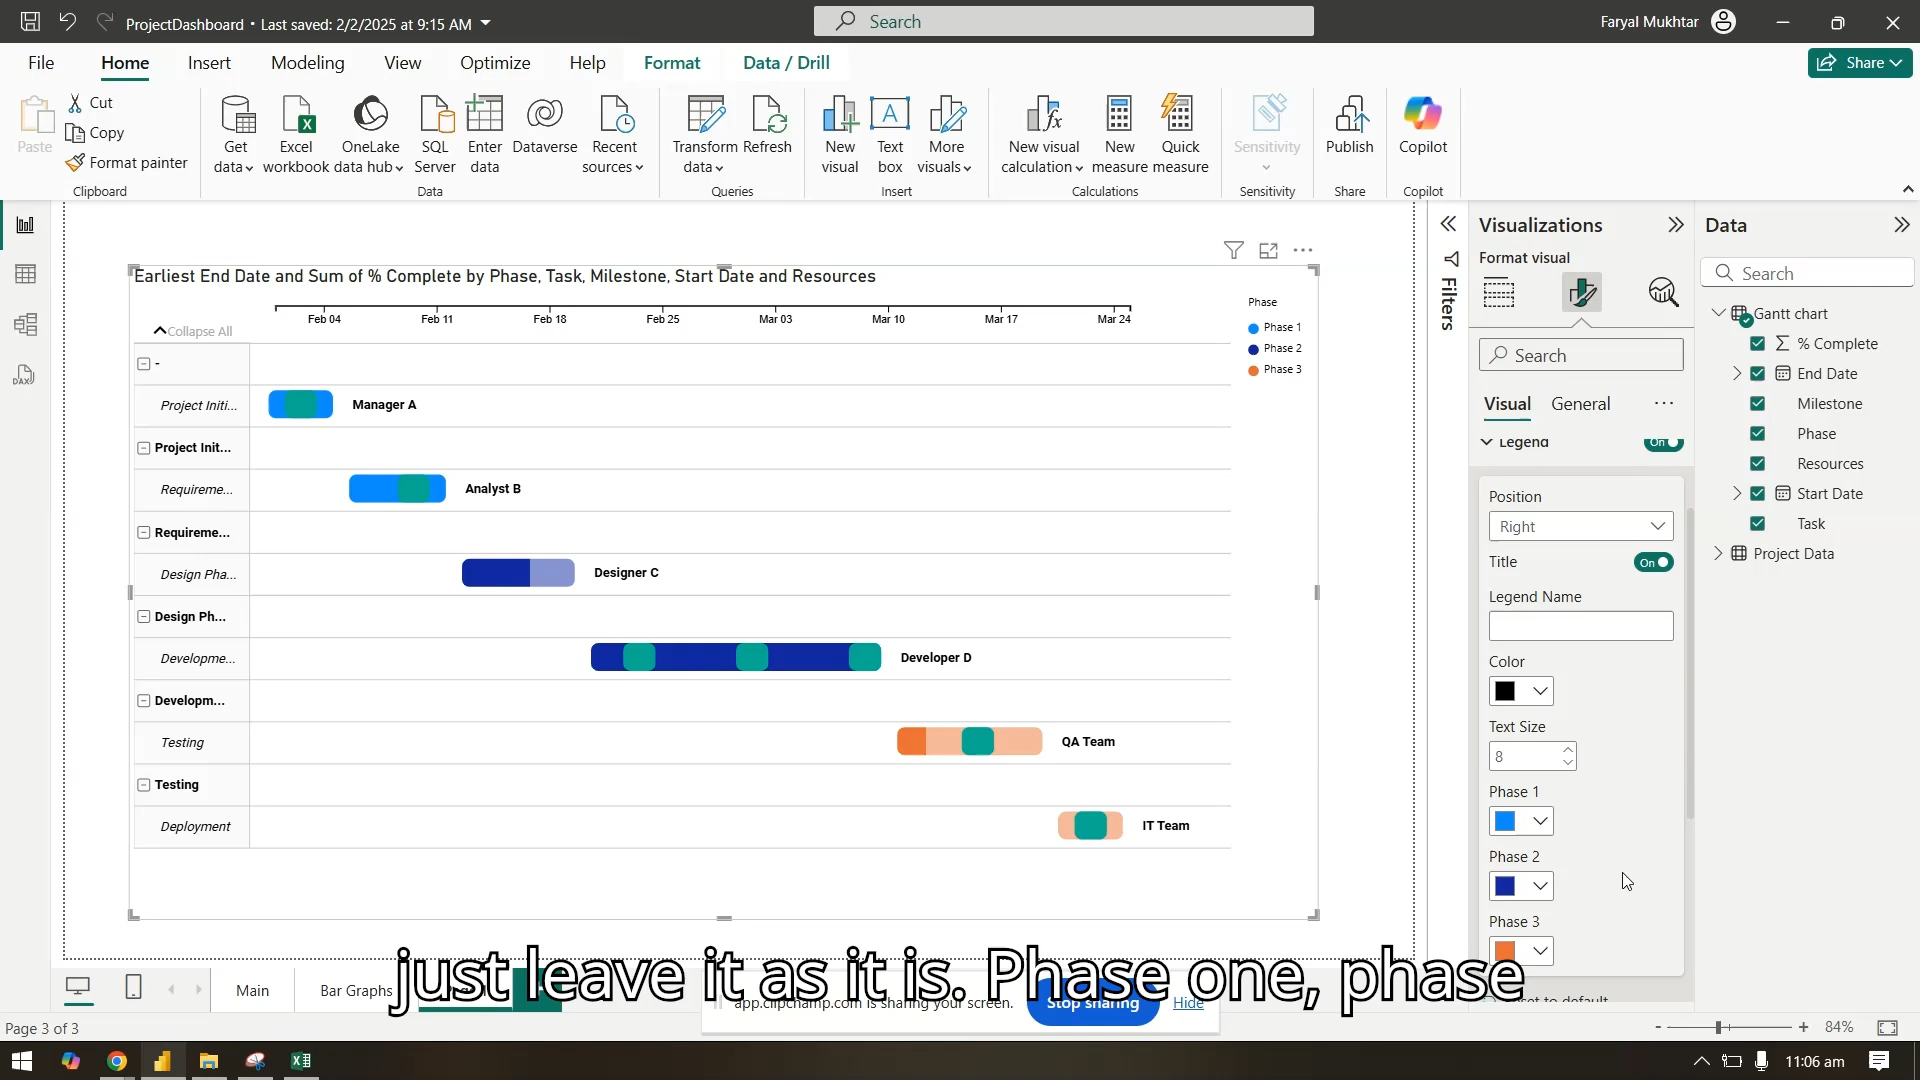 ProjectDashboard • Last saved: 2/2/2025 at 9:15 AM
Search
Faryal Mukhtar
File Home Insert Modeling View Optimize Help Format Data / Drill
Share
Paste
Cut
Copy
Format painter
Clipboard
Get data
Excel workbook
OneLake data hub
SQL Server
Enter data
Dataverse
Recent sources
Data
Transform data
Refresh
Queries
New visual
Text box
More visuals
Insert
New visual calculation
New measure
Quick measure
Calculations
Sensitivity
Sensitivity
Publish
Share
Copilot
Copilot
Earliest End Date and Sum of % Complete by Phase, Task, Milestone, Start Date and Resources
Feb 04 Feb 11 Feb 18 Feb 25 Mar 03 Mar 10 Mar 17 Mar 24
Collapse All
Phase
Phase 1
Phase 2
Phase 3
-
Project Initi... Manager A
Project Init...
Requireme... Analyst B
Requireme...
Design Pha... Designer C
Design Ph...
Developme... Developer D
Developm...
Testing QA Team
Testing
Deployment IT Team
Filters
Visualizations
Format visual
Search
Visual General ...
Legend On
Position
Right
Title On
Legend Name
Color
Text Size
8
Phase 1
Phase 2
Phase 3
Data
Search
Gantt chart
% Complete
End Date
Milestone
Phase
Resources
Start Date
Task
Project Data
just leave it as it is. Phase one, phase
Main Bar Graphs
app.clipchamp.com is sharing your screen. Stop sharing Hide
Page 3 of 3
- + 84%
11:06 am